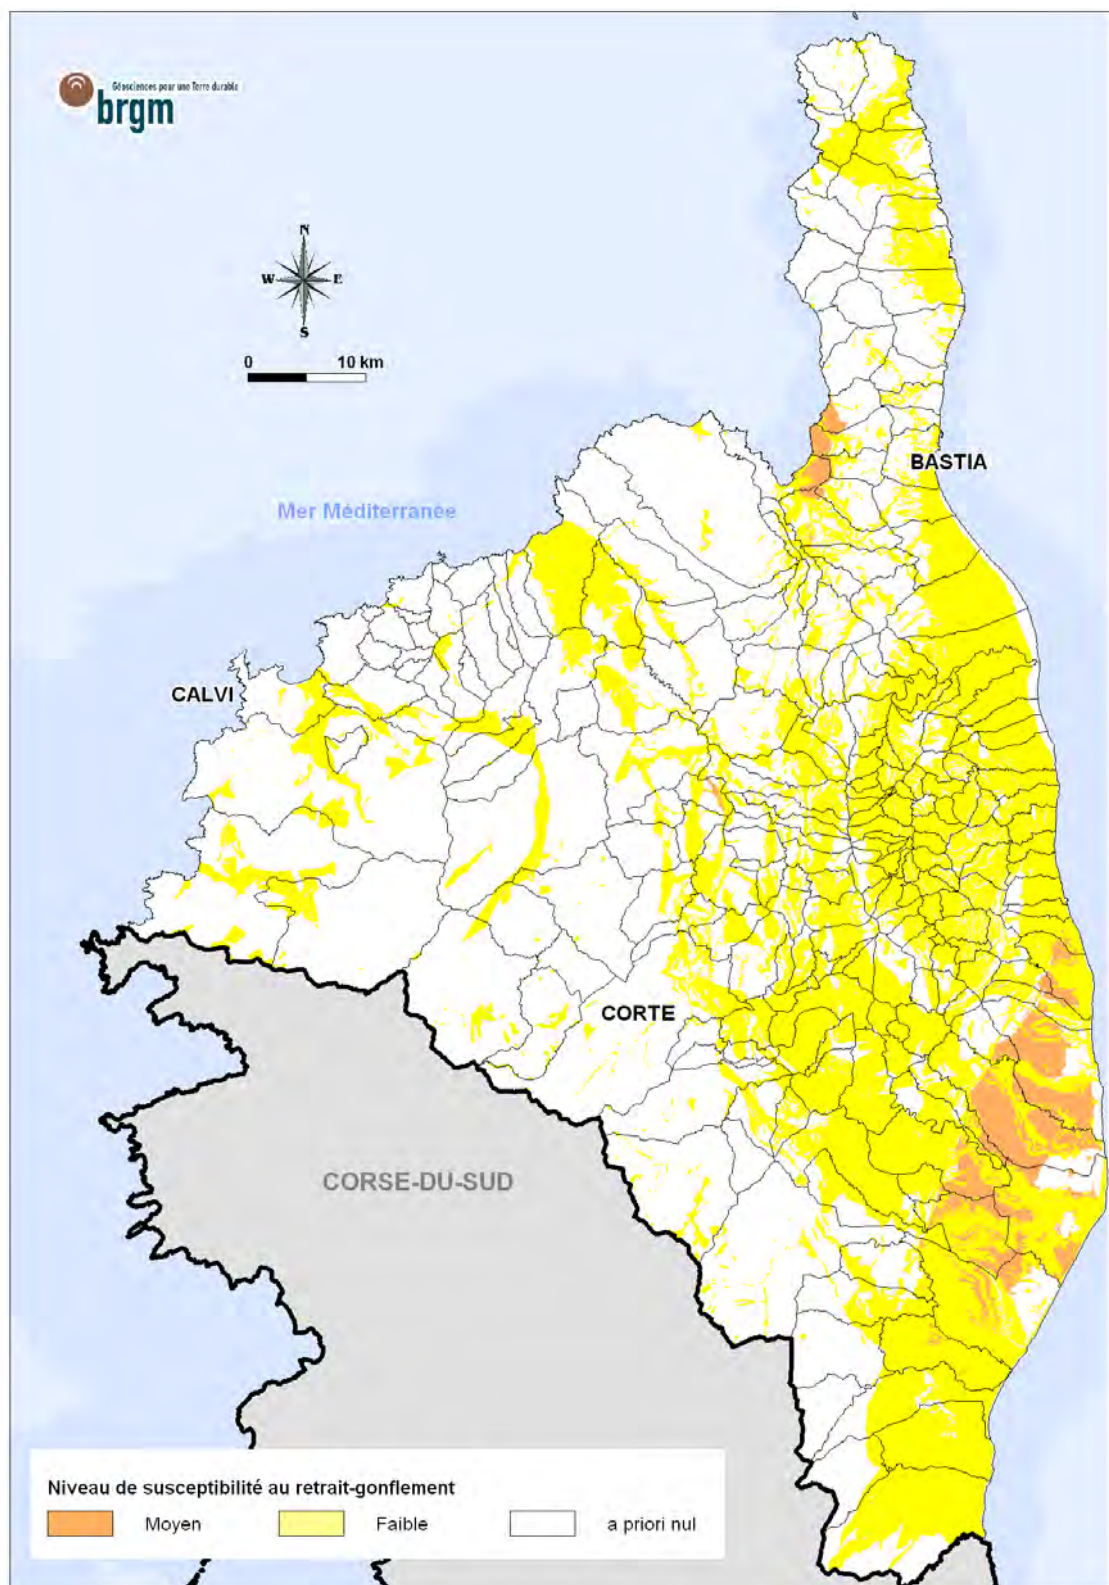 Géosciences pour une Terre durable
brgm
N
W E
S
0 10 km
BASTIA
Mer Méditerranée
CALVI
CORTE
CORSE-DU-SUD
Niveau de susceptibilité au retrait-gonflement
Moyen Faible a priori nul